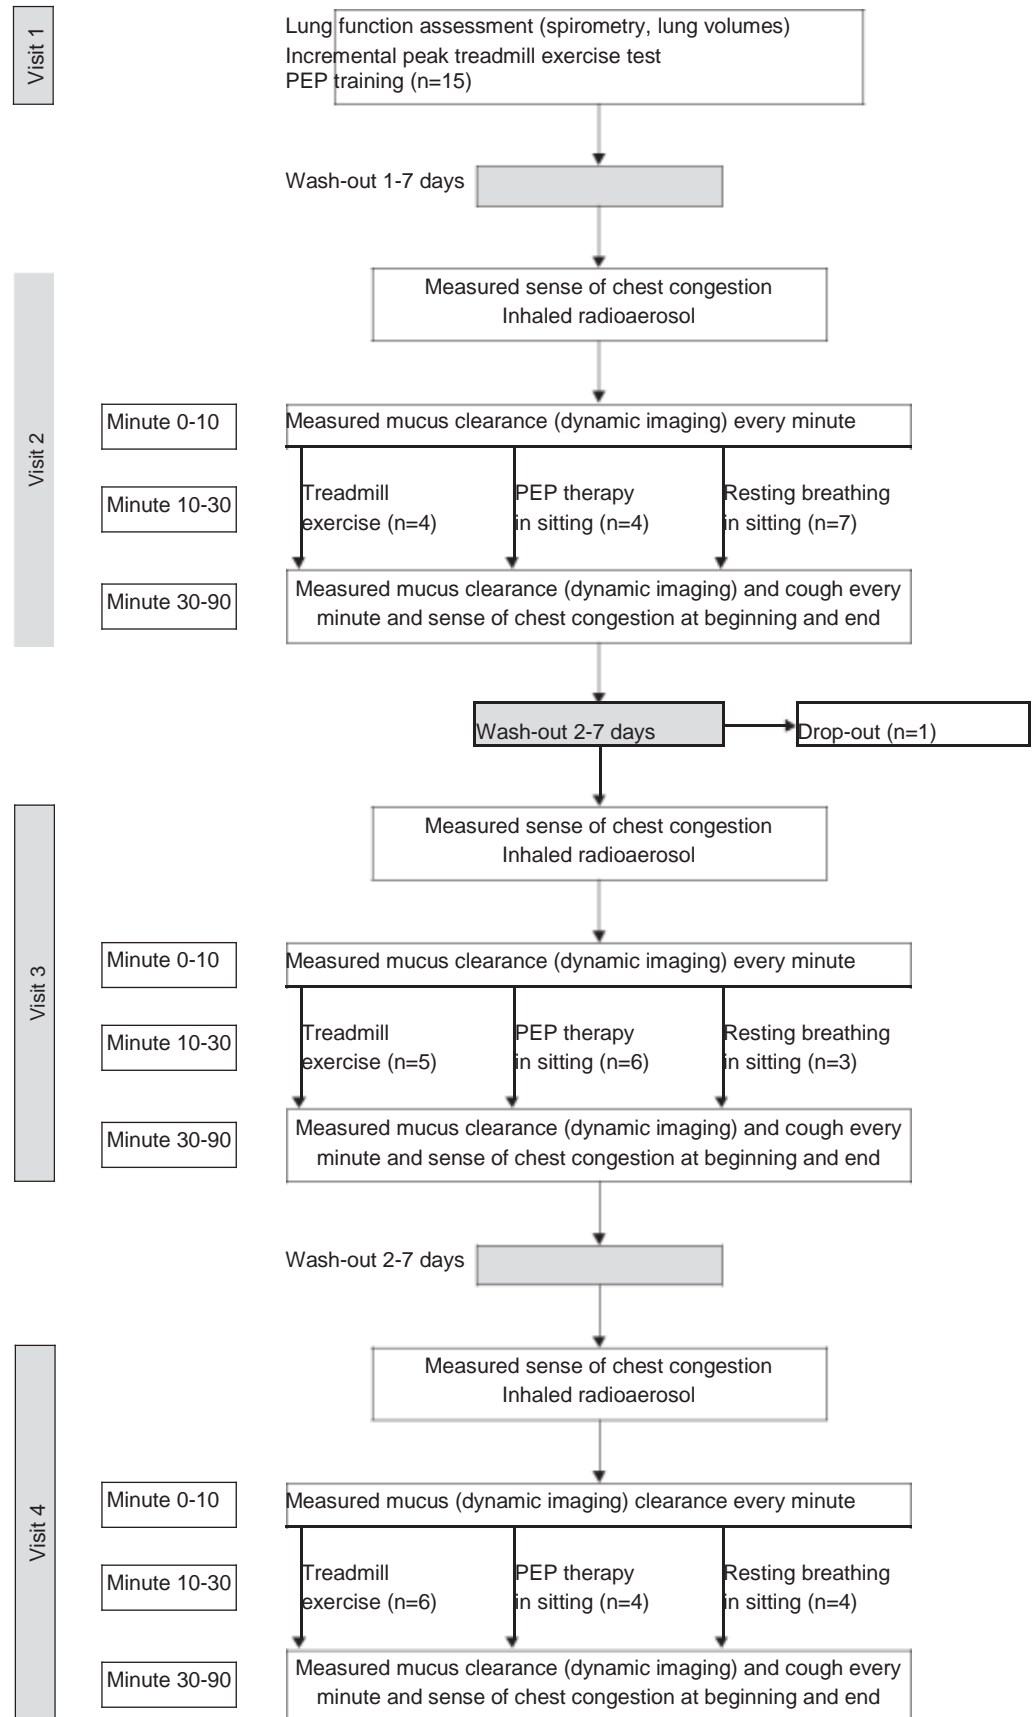 Visit 1
Lung function assessment (spirometry, lung volumes)
Incremental peak treadmill exercise test
PEP training (n=15)
Wash-out 1-7 days
Visit 2
Measured sense of chest congestion
Inhaled radioaerosol
Minute 0-10
Measured mucus clearance (dynamic imaging) every minute
Minute 10-30
Treadmill
exercise (n=4)
PEP therapy
in sitting (n=4)
Resting breathing
in sitting (n=7)
Minute 30-90
Measured mucus clearance (dynamic imaging) and cough every
minute and sense of chest congestion at beginning and end
Wash-out 2-7 days
Drop-out (n=1)
Visit 3
Measured sense of chest congestion
Inhaled radioaerosol
Minute 0-10
Measured mucus clearance (dynamic imaging) every minute
Minute 10-30
Treadmill
exercise (n=5)
PEP therapy
in sitting (n=6)
Resting breathing
in sitting (n=3)
Minute 30-90
Measured mucus clearance (dynamic imaging) and cough every
minute and sense of chest congestion at beginning and end
Wash-out 2-7 days
Visit 4
Measured sense of chest congestion
Inhaled radioaerosol
Minute 0-10
Measured mucus (dynamic imaging) clearance every minute
Minute 10-30
Treadmill
exercise (n=6)
PEP therapy
in sitting (n=4)
Resting breathing
in sitting (n=4)
Minute 30-90
Measured mucus clearance (dynamic imaging) and cough every
minute and sense of chest congestion at beginning and end